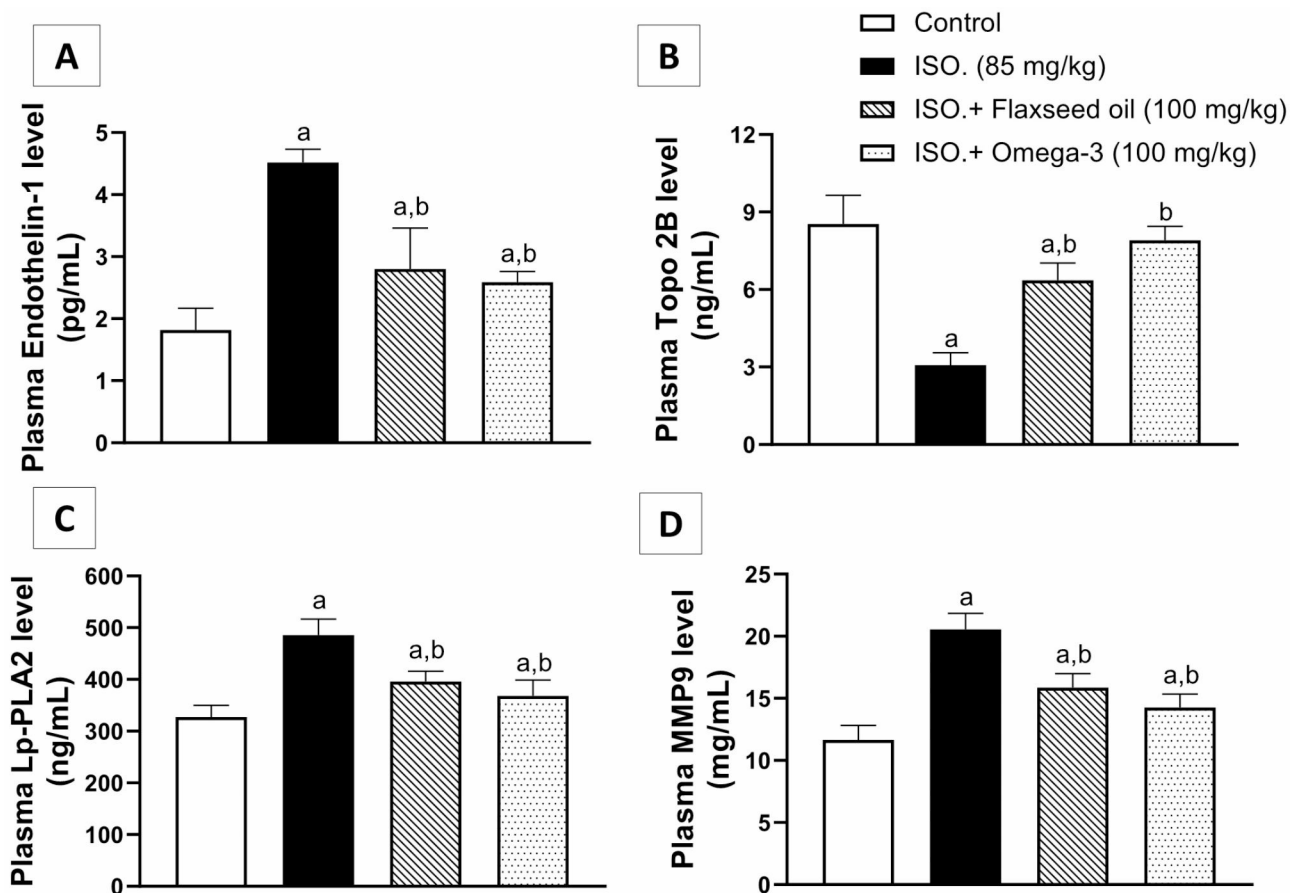 A
Plasma Endothelin-1 level
(pg/mL)
5
4
3
2
1
0
a
a,b
a,b
B
Control
ISO. (85 mg/kg)
ISO.+ Flaxseed oil (100 mg/kg)
ISO.+ Omega-3 (100 mg/kg)
Plasma Topo 2B level
(ng/mL)
12
9
6
3
0
a
a,b
b
C
Plasma Lp-PLA2 level
(ng/mL)
600
500
400
300
200
100
0
a
a,b
a,b
D
Plasma MMP9 level
(mg/mL)
25
20
15
10
5
0
a
a,b
a,b